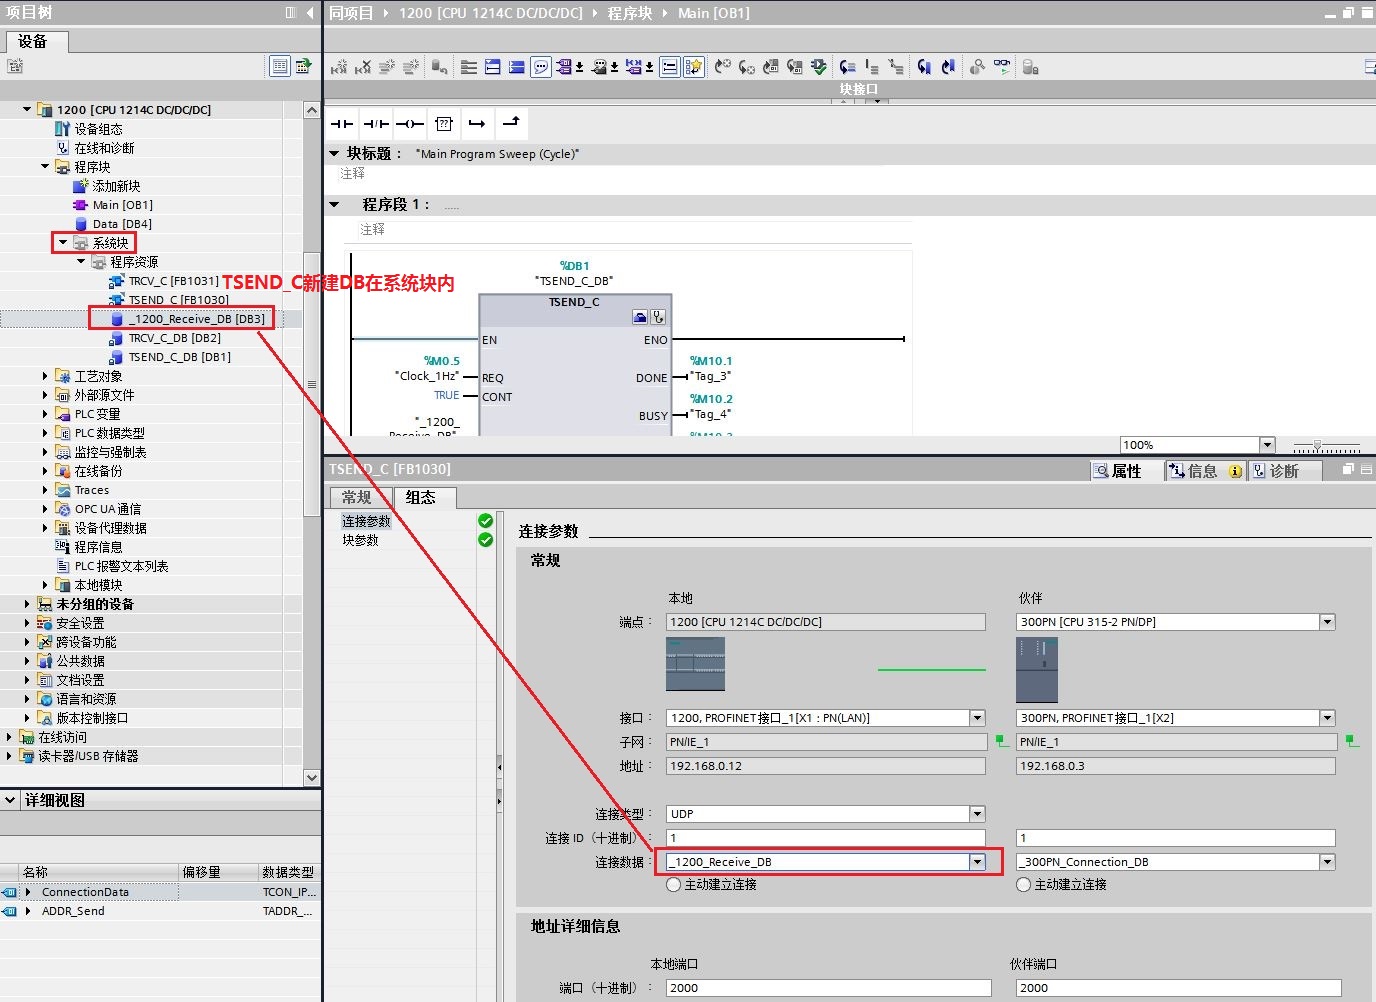 项目树
同项目 ▸ 1200 [CPU 1214C DC/DC/DC] ▸ 程序块 ▸ Main [OB1]
设备
块接口
1200 [CPU 1214C DC/DC/DC]
设备组态
在线和诊断
程序块
添加新块
Main [OB1]
Data [DB4]
系统块
程序资源
TRCV_C [FB1031]
TSEND_C [FB1030]
_1200_Receive_DB [DB3]
TRCV_C_DB [DB2]
TSEND_C_DB [DB1]
工艺对象
外部源文件
PLC 变量
PLC 数据类型
监控与强制表
在线备份
Traces
OPC UA 通信
设备代理数据
程序信息
PLC 报警文本列表
本地模块
未分组的设备
安全设置
跨设备功能
公共数据
文档设置
语言和资源
版本控制接口
在线访问
读卡器/USB 存储器
TSEND_C新建DB在系统块内
详细视图
名称 偏移量 数据类型
ConnectionData TCON_IP...
ADDR_Send TADDR_...
块标题： "Main Program Sweep (Cycle)"
注释
程序段 1： .....
注释
%DB1
"TSEND_C_DB"
TSEND_C
EN ENO
%M0.5
"Clock_1Hz" REQ
TRUE CONT
"_1200_
Receive_DB"
%M10.1
DONE "Tag_3"
%M10.2
BUSY "Tag_4"
%M10.3
100%
TSEND_C [FB1030]
属性 信息 诊断
常规 组态
连接参数
块参数
连接参数
常规
本地 伙伴
端点： 1200 [CPU 1214C DC/DC/DC] 300PN [CPU 315-2 PN/DP]
接口： 1200, PROFINET 接口_1[X1 : PN(LAN)] 300PN, PROFINET 接口_1[X2]
子网： PN/IE_1 PN/IE_1
地址： 192.168.0.12 192.168.0.3
连接类型： UDP
连接 ID（十进制）： 1 1
连接数据： _1200_Receive_DB _300PN_Connection_DB
主动建立连接 主动建立连接
地址详细信息
本地端口 伙伴端口
端口（十进制）： 2000 2000